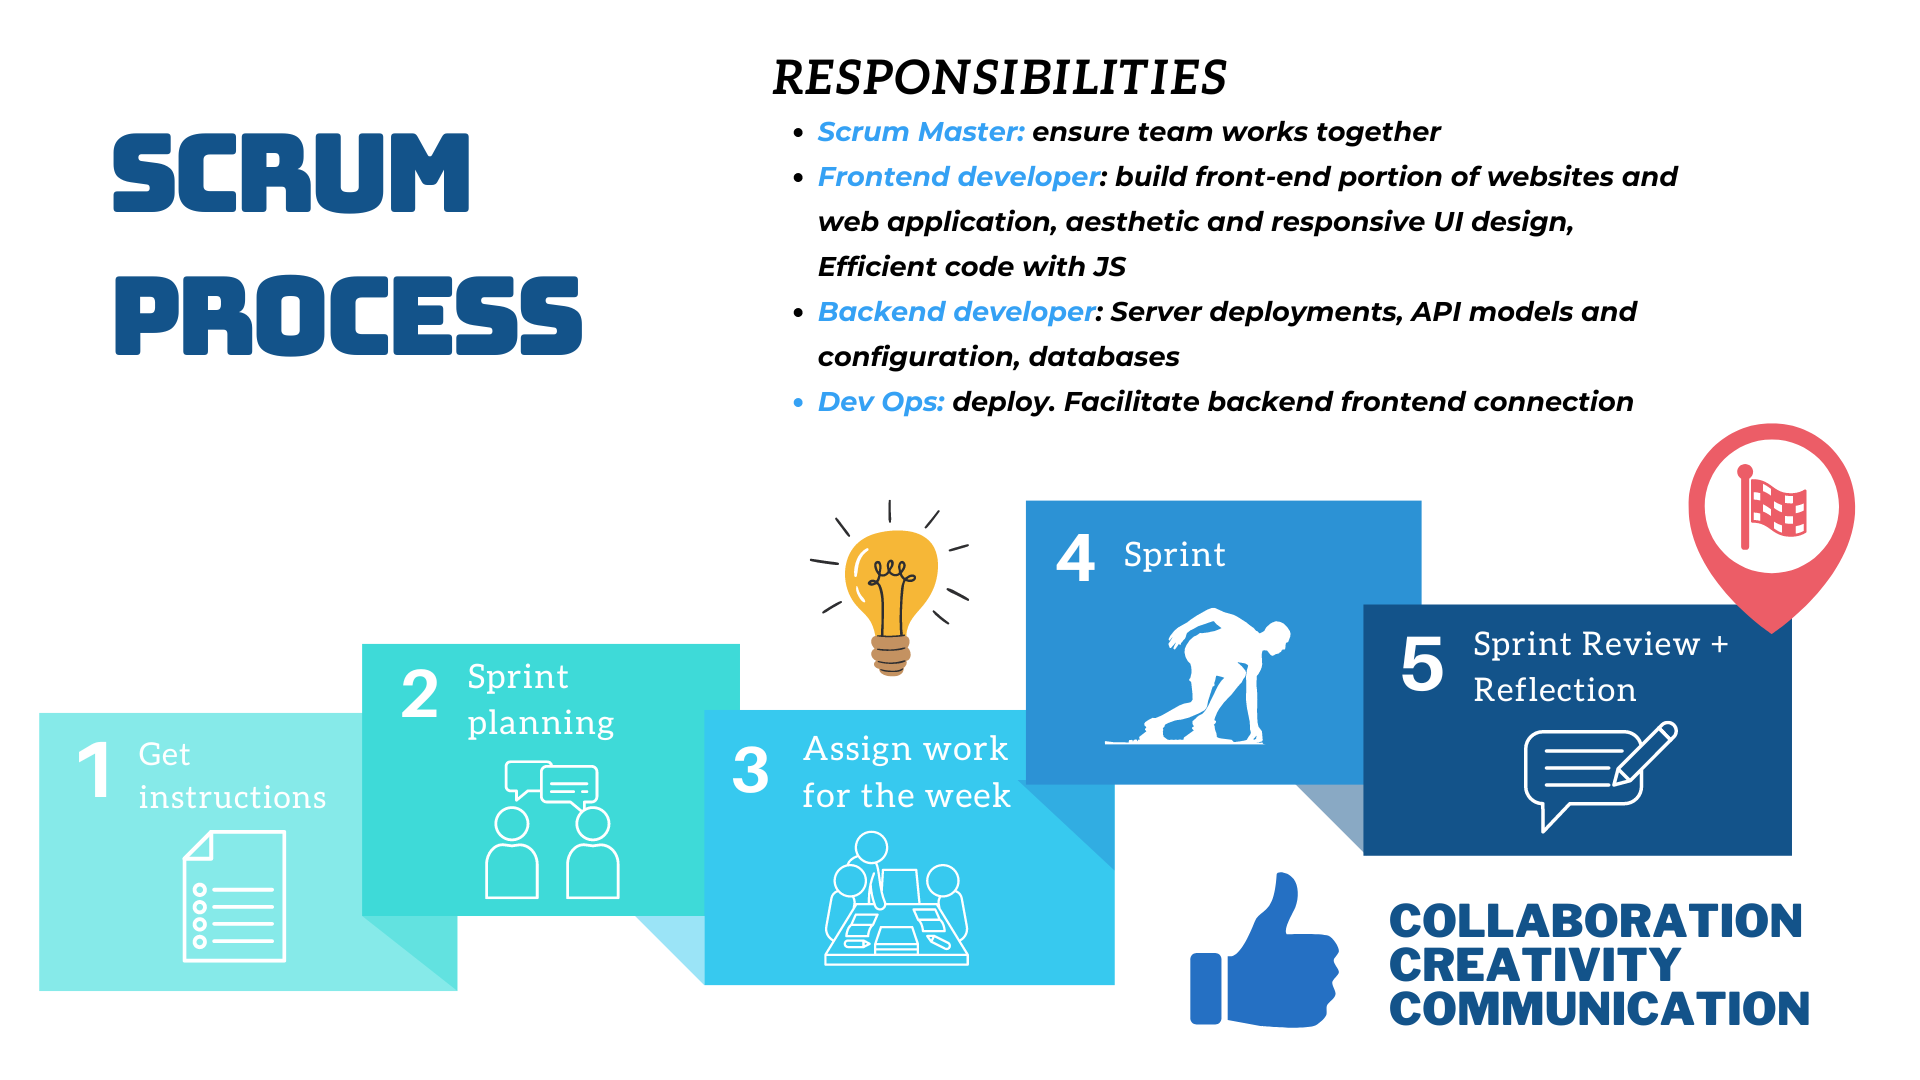 SCRUM
PROCESS
RESPONSIBILITIES
• Scrum Master: ensure team works together
• Frontend developer: build front-end portion of websites and
web application, aesthetic and responsive UI design,
Efficient code with JS
• Backend developer: Server deployments, API models and
configuration, databases
• Dev Ops: deploy. Facilitate backend frontend connection
1 Get
instructions
2 Sprint
planning
3 Assign work
for the week
4 Sprint
5 Sprint Review +
Reflection
COLLABORATION
CREATIVITY
COMMUNICATION